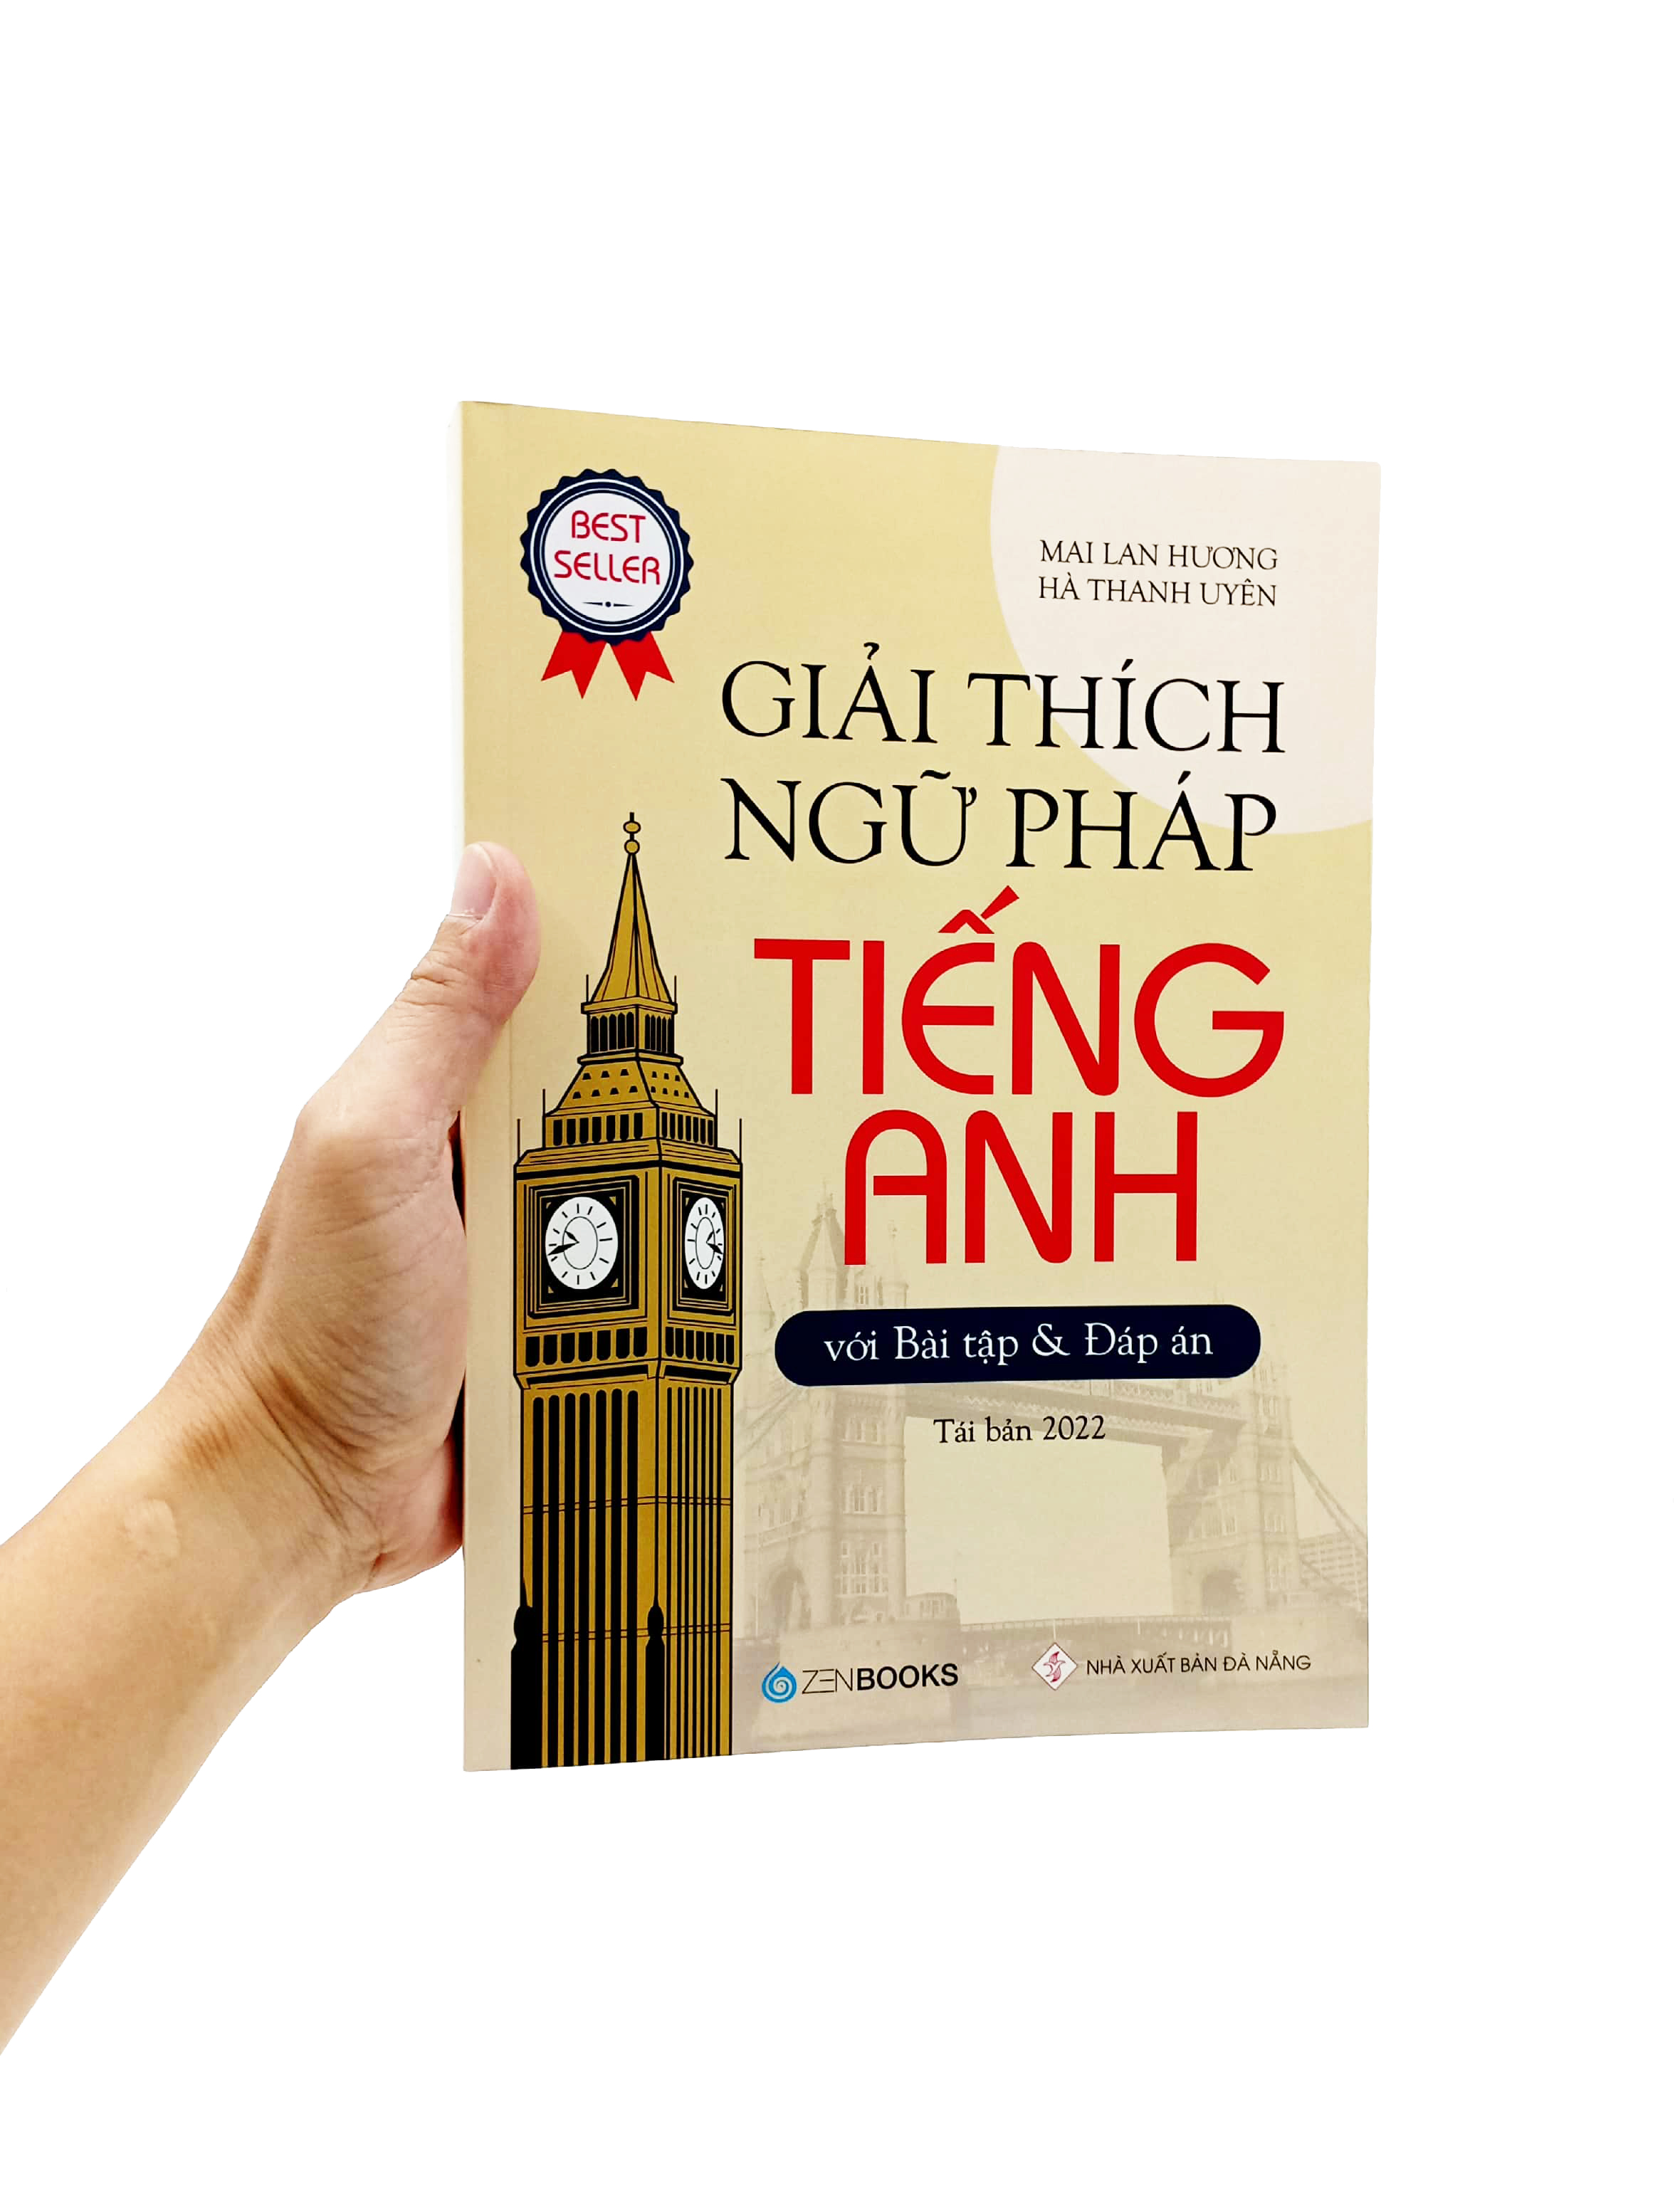 BEST
SELLER
MAI LAN HƯƠNG
HÀ THANH UYÊN
GIẢI THÍCH
NGỮ PHÁP
TIẾNG
ANH
với Bài tập & Đáp án
Tái bản 2022
ZENBOOKS
NHÀ XUẤT BẢN ĐÀ NẴNG